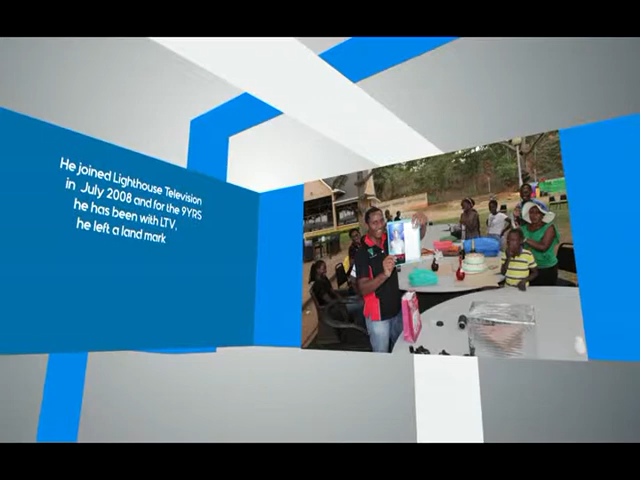 He joined Lighthouse Television
in July 2008 and for the 9YRS
he has been with LTV,
he left a land mark